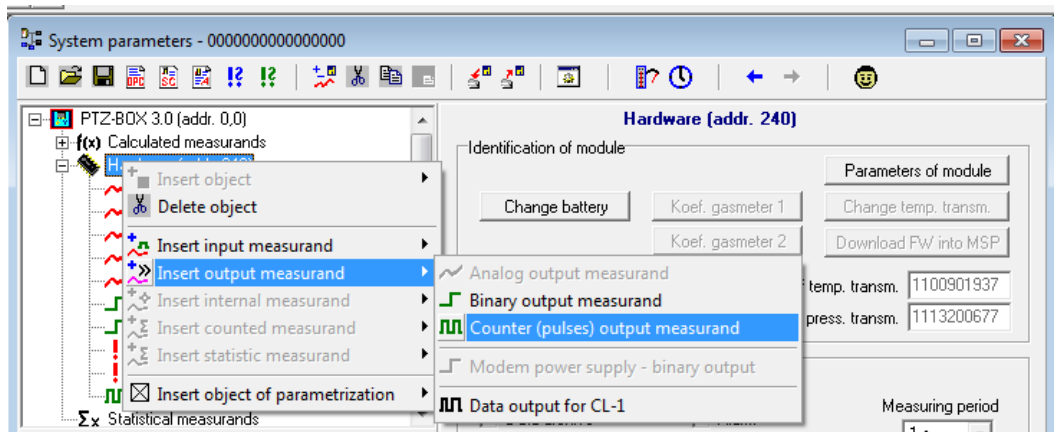 System parameters - 0000000000000000
PTZ-BOX 3.0 (addr. 0,0)
f(x) Calculated measurands
Insert object
Delete object
Insert input measurand
Insert output measurand
Insert internal measurand
Insert counted measurand
Insert statistic measurand
Insert object of parametrization
Σx Statistical measurands
Analog output measurand
Binary output measurand
Counter (pulses) output measurand
Modem power supply - binary output
Data output for CL-1
Hardware (addr. 240)
Identification of module
Parameters of module
Change battery
Koef. gasmeter 1
Change temp. transm.
Koef. gasmeter 2
Download FW into MSP
temp. transm. 1100901937
press. transm. 1113200677
Measuring period